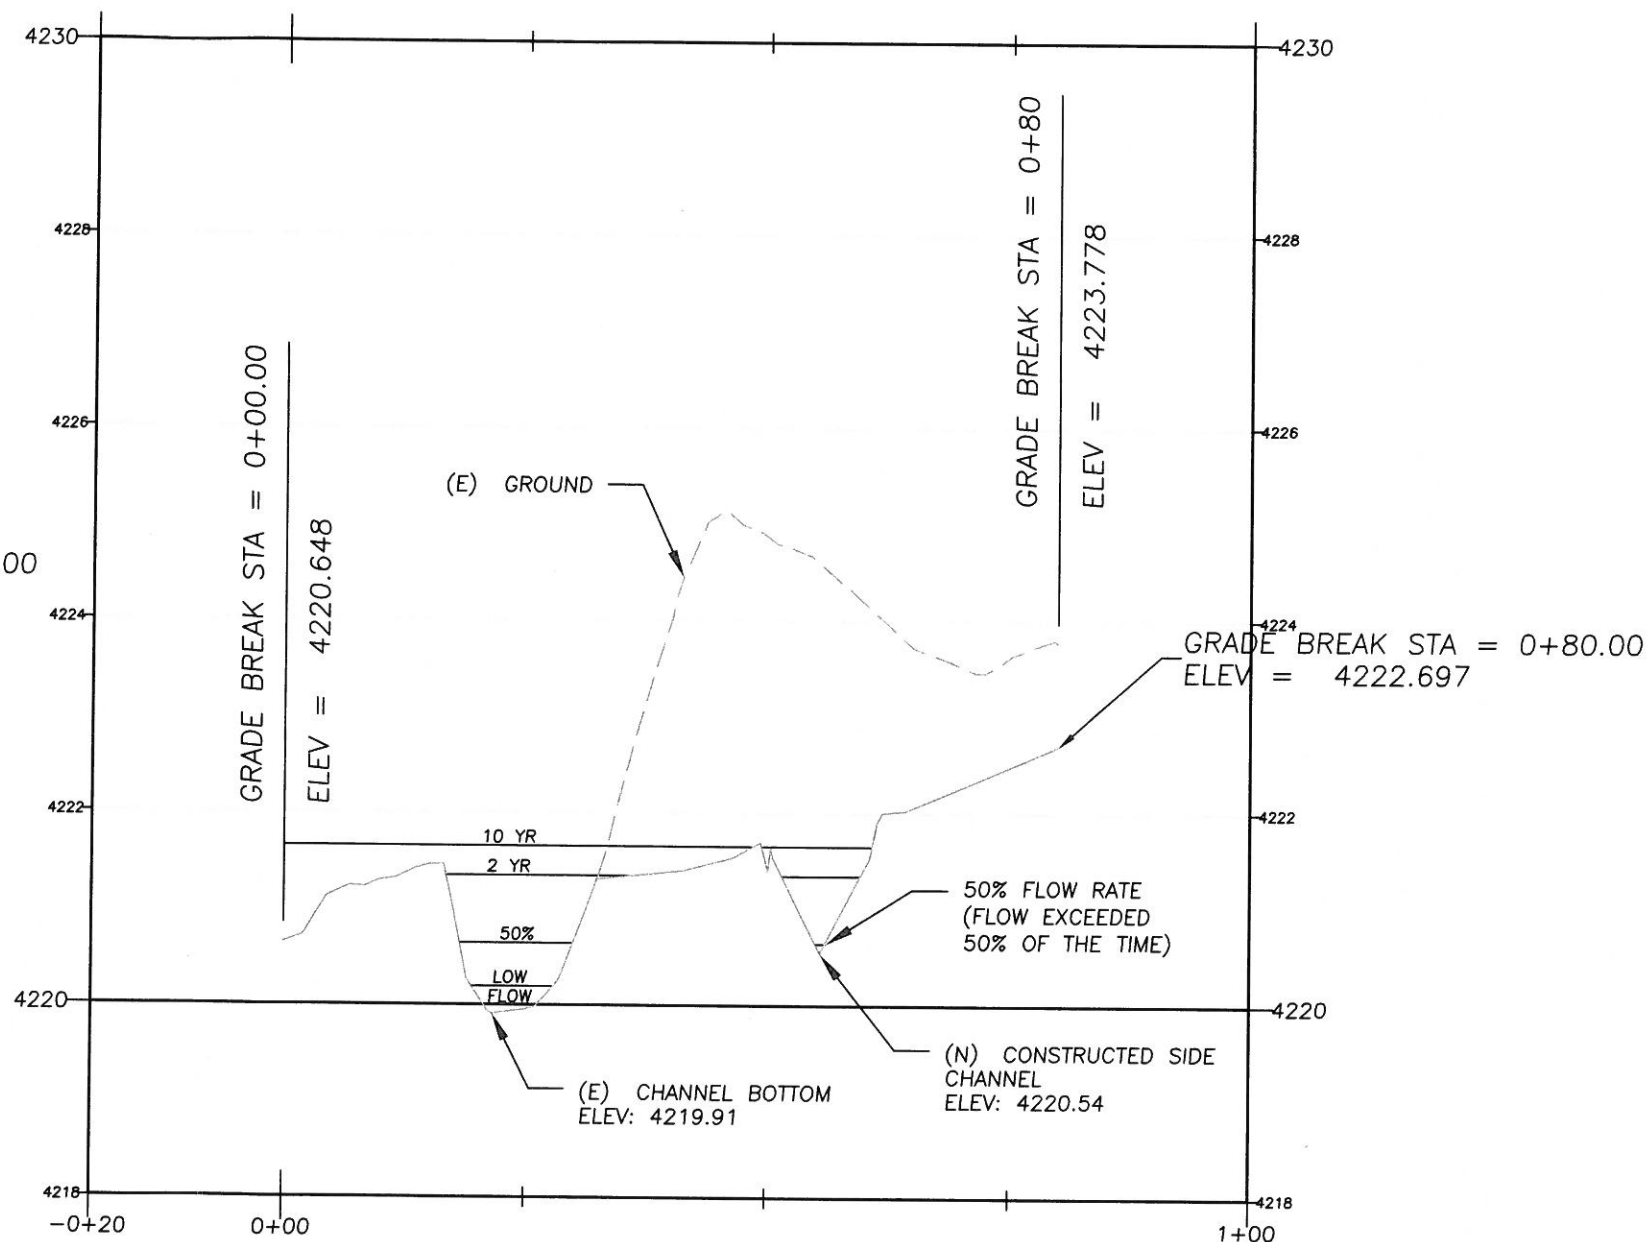 4230
4230
4228
4228
4226
4226
4224
4224
4222
4222
4220
4220
4218
4218
-0+20
0+00
1+00
00
GRADE BREAK STA = 0+00.00
ELEV = 4220.648
GRADE BREAK STA = 0+80
ELEV = 4223.778
(E) GROUND
GRADE BREAK STA = 0+80.00
ELEV = 4222.697
10 YR
2 YR
50%
LOW
FLOW
50% FLOW RATE
(FLOW EXCEEDED
50% OF THE TIME)
(N) CONSTRUCTED SIDE
CHANNEL
ELEV: 4220.54
(E) CHANNEL BOTTOM
ELEV: 4219.91